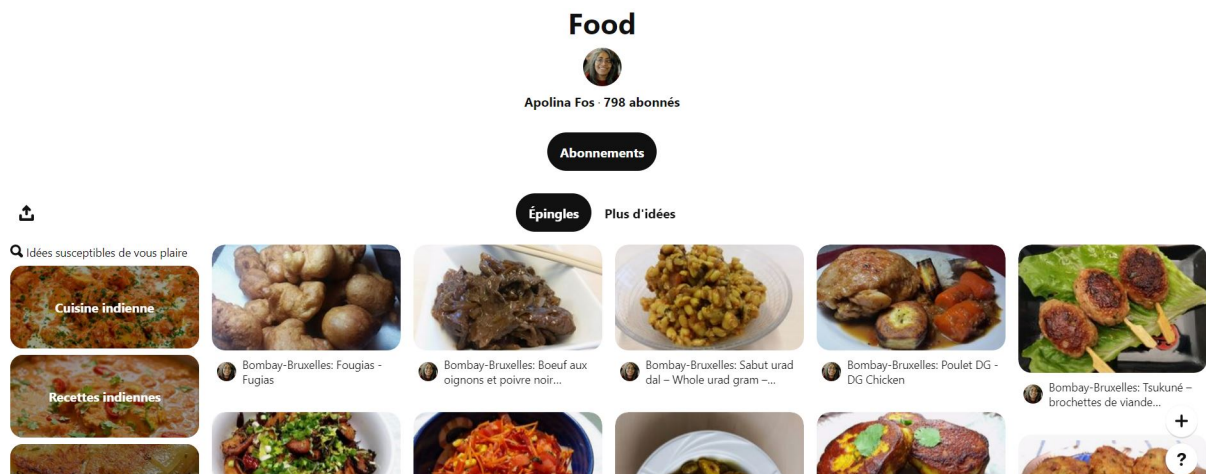 Food
Apolina Fos · 798 abonnés
Abonnements
Épingles
Plus d'idées
Idées susceptibles de vous plaire
Cuisine indienne
Recettes indiennes
Bombay-Bruxelles: Fougias -
Fugias
Bombay-Bruxelles: Boeuf aux
oignons et poivre noir...
Bombay-Bruxelles: Sabut urad
dal – Whole urad gram –...
Bombay-Bruxelles: Poulet DG -
DG Chicken
Bombay-Bruxelles: Tsukuné –
brochettes de viande...
+
?